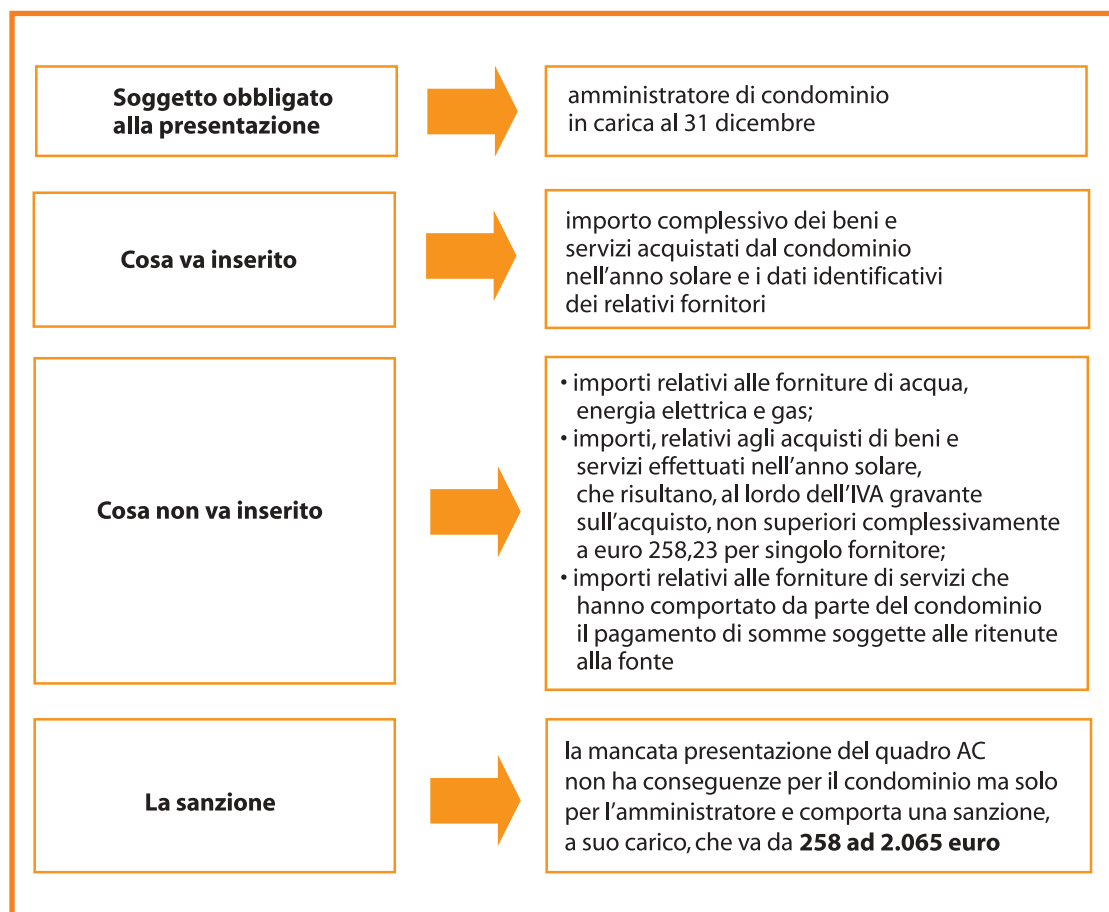 Soggetto obbligato
alla presentazione
amministratore di condominio
in carica al 31 dicembre
Cosa va inserito
importo complessivo dei beni e
servizi acquistati dal condominio
nell'anno solare e i dati identificativi
dei relativi fornitori
Cosa non va inserito
• importi relativi alle forniture di acqua,
energia elettrica e gas;
• importi, relativi agli acquisti di beni e
servizi effettuati nell'anno solare,
che risultano, al lordo dell'IVA gravante
sull'acquisto, non superiori complessivamente
a euro 258,23 per singolo fornitore;
• importi relativi alle forniture di servizi che
hanno comportato da parte del condominio
il pagamento di somme soggette alle ritenute
alla fonte
La sanzione
la mancata presentazione del quadro AC
non ha conseguenze per il condominio ma solo
per l'amministratore e comporta una sanzione,
a suo carico, che va da 258 ad 2.065 euro